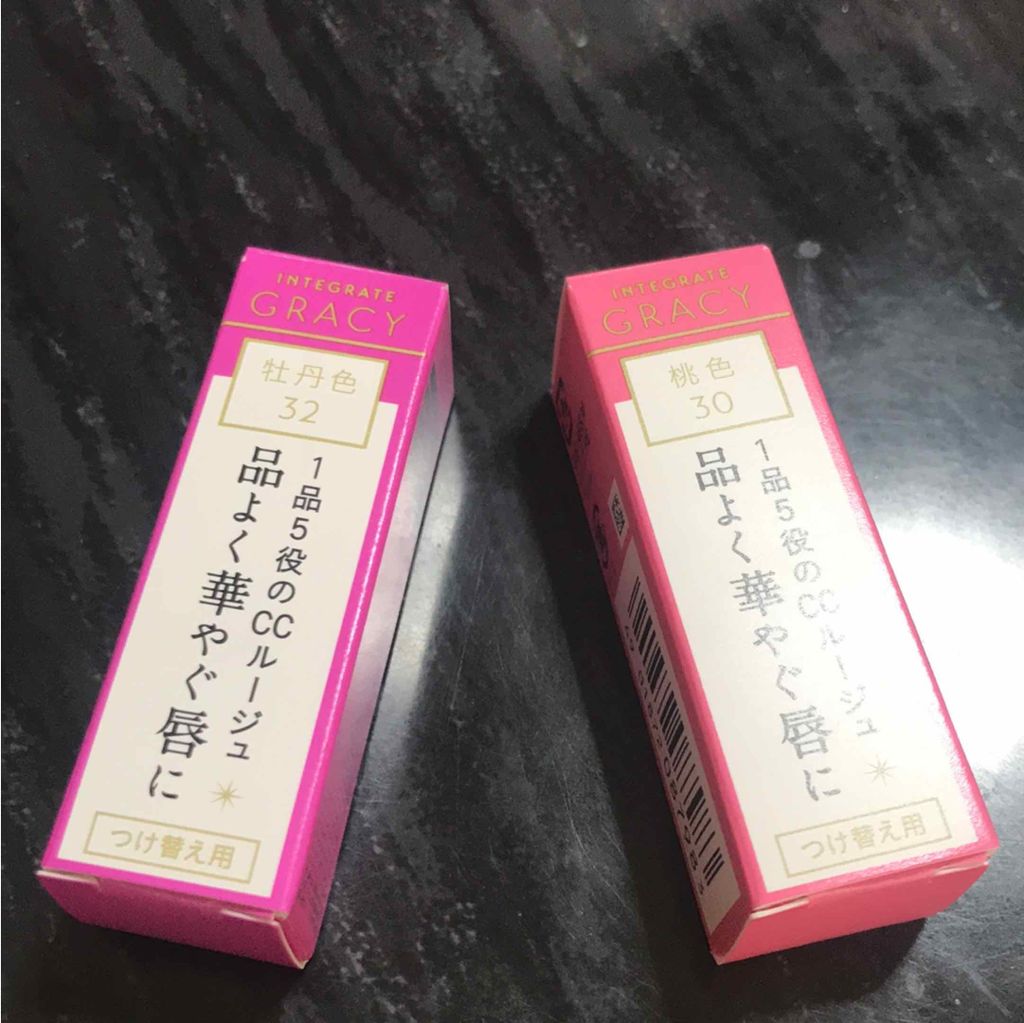 INTEGRATE
GRACY
牡丹色
32
1品5役のCCルージュ
品よく華やぐ唇に
つけ替え用
INTEGRATE
GRACY
桃色
30
1品5役のCCルージュ
品よく華やぐ唇に
つけ替え用